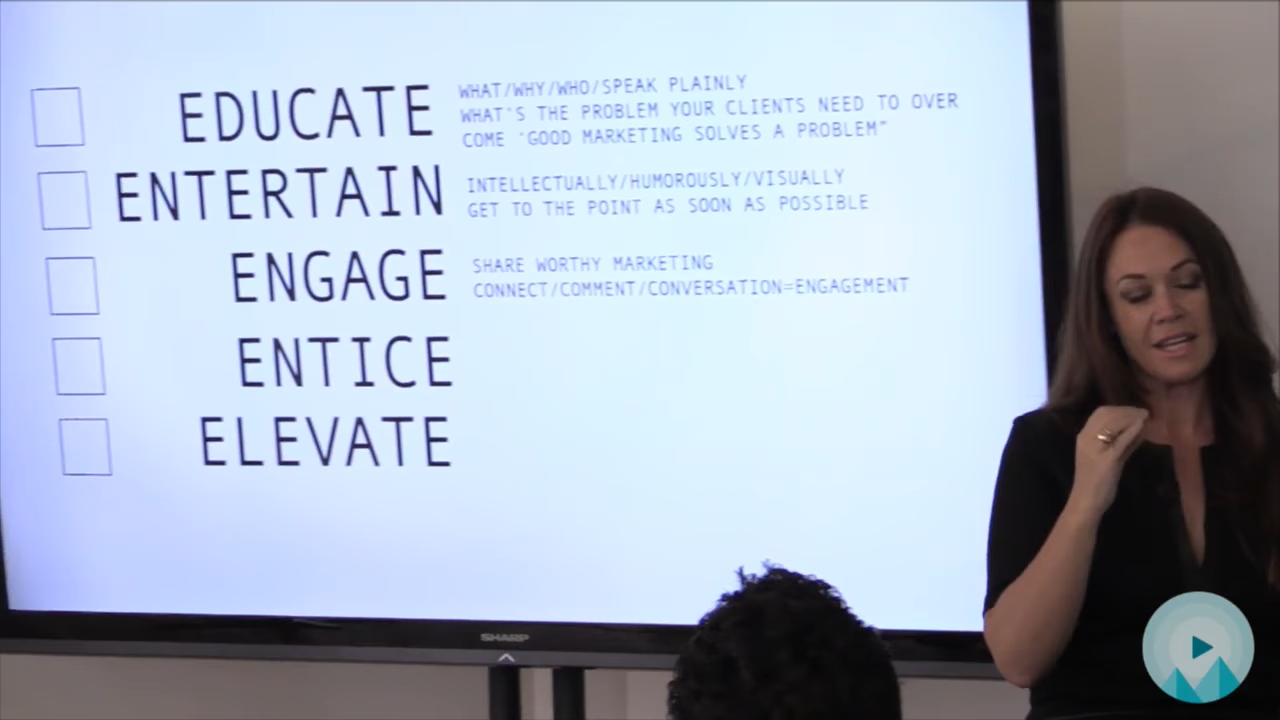 EDUCATE
WHAT/WHY/WHO/SPEAK PLAINLY
WHAT'S THE PROBLEM YOUR CLIENTS NEED TO OVER
COME 'GOOD MARKETING SOLVES A PROBLEM"
ENTERTAIN
INTELLECTUALLY/HUMOROUSLY/VISUALLY
GET TO THE POINT AS SOON AS POSSIBLE
ENGAGE
SHARE WORTHY MARKETING
CONNECT/COMMENT/CONVERSATION=ENGAGEMENT
ENTICE
ELEVATE
SHARP